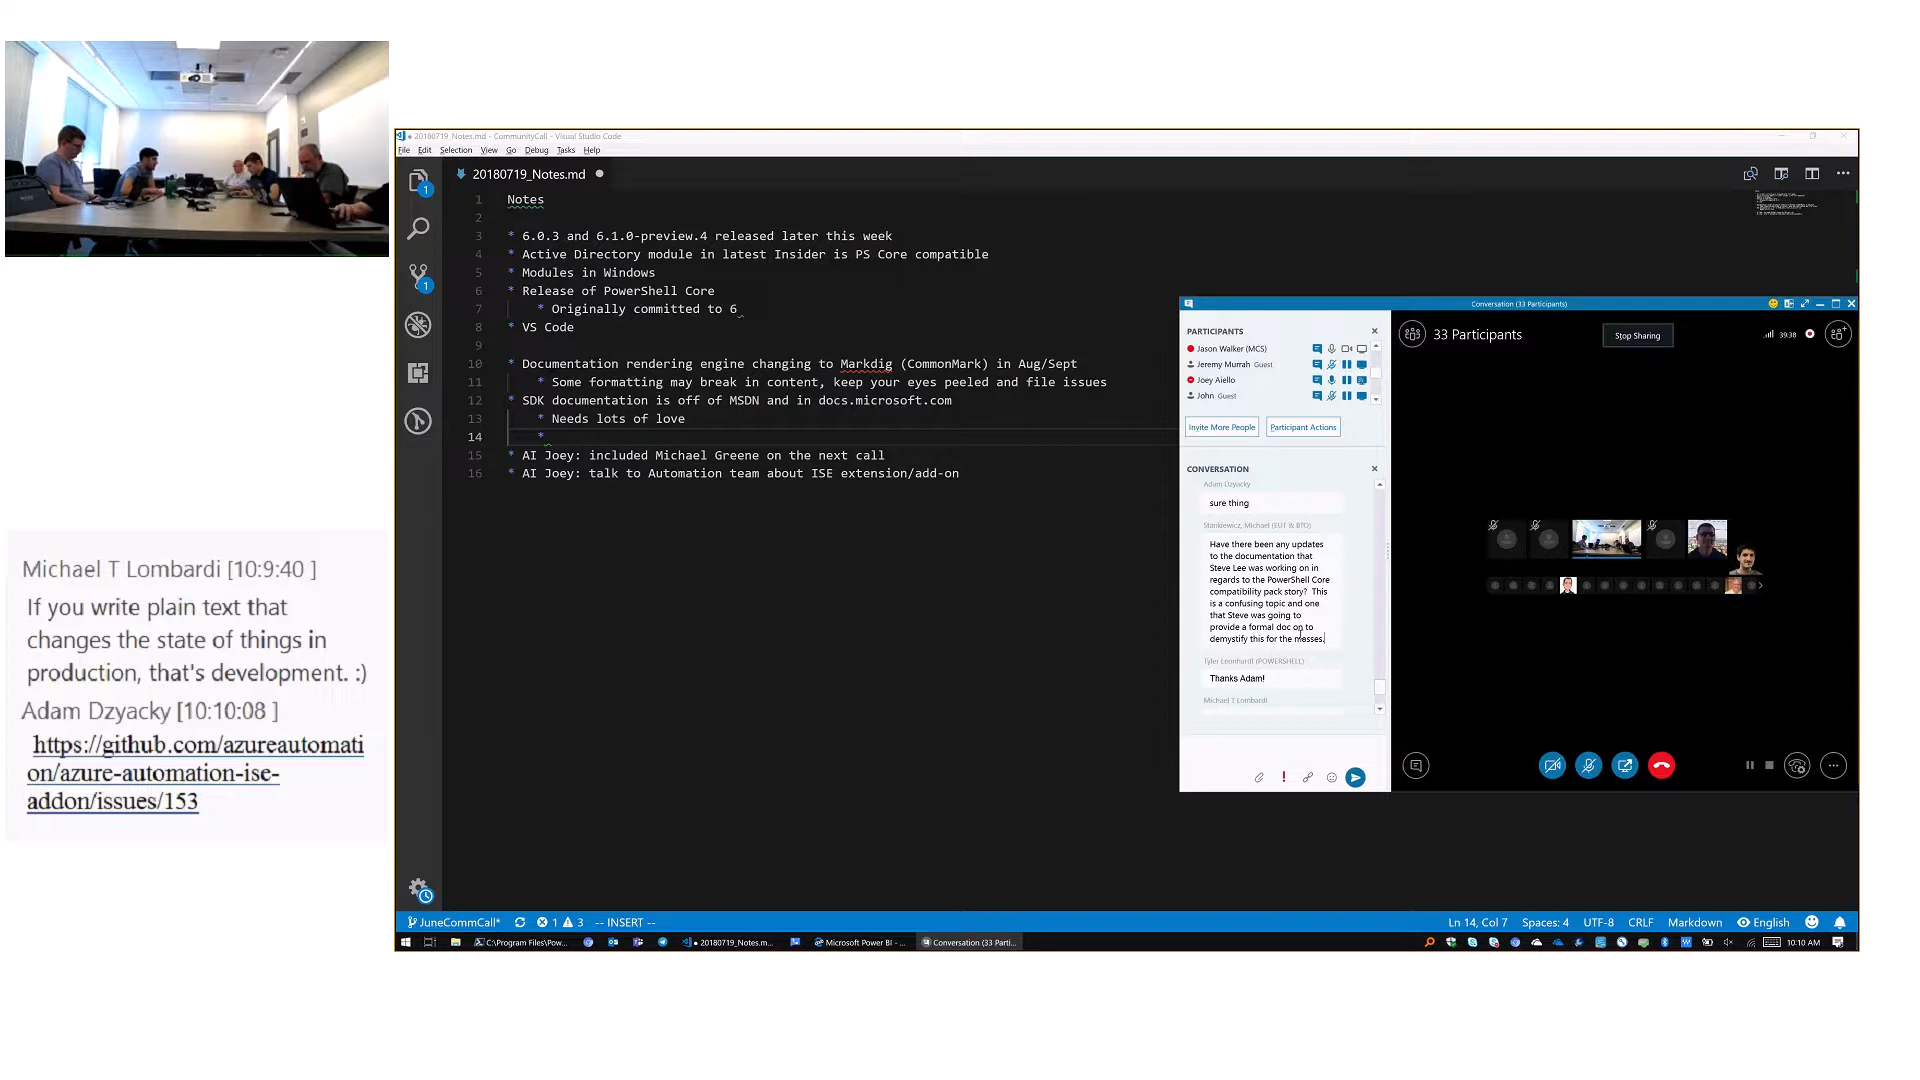 20180719_Notes.md - CommunityCall - Visual Studio Code
File Edit Selection View Go Debug Tasks Help
20180719_Notes.md
1 Notes
2
3 * 6.0.3 and 6.1.0-preview.4 released later this week
4 * Active Directory module in latest Insider is PS Core compatible
5 * Modules in Windows
6 * Release of PowerShell Core
7 * Originally committed to 6
8 * VS Code
9
10 * Documentation rendering engine changing to Markdig (CommonMark) in Aug/Sept
11 * Some formatting may break in content, keep your eyes peeled and file issues
12 * SDK documentation is off of MSDN and in docs.microsoft.com
13 * Needs lots of love
14 *
15 * AI Joey: included Michael Greene on the next call
16 * AI Joey: talk to Automation team about ISE extension/add-on
1
1
Conversation (33 Participants)
PARTICIPANTS
Jason Walker (MCS)
Jeremy Murrah Guest
Joey Aiello
John Guest
Invite More People
Participant Actions
CONVERSATION
Adam Dzyacky
sure thing
Stankiewicz, Michael (EUT & BTO)
Have there been any updates
to the documentation that
Steve Lee was working on in
regards to the PowerShell Core
compatibility pack story? This
is a confusing topic and one
that Steve was going to
provide a formal doc on to
demystify this for the masses.
Tyler Leonhardt (POWERSHELL)
Thanks Adam!
Michael T Lombardi
33 Participants
Stop Sharing
39:38
Michael T Lombardi [10:9:40 ]
If you write plain text that
changes the state of things in
production, that's development. :)
Adam Dzyacky [10:10:08 ]
https://github.com/azureautomati
on/azure-automation-ise-
addon/issues/153
JuneCommCall* 1 3 -- INSERT --
Ln 14, Col 7 Spaces: 4 UTF-8 CRLF Markdown English
C:\Program Files\Pow...
20180719_Notes.m...
Microsoft Power BI - ...
Conversation (33 Parti...
10:10 AM